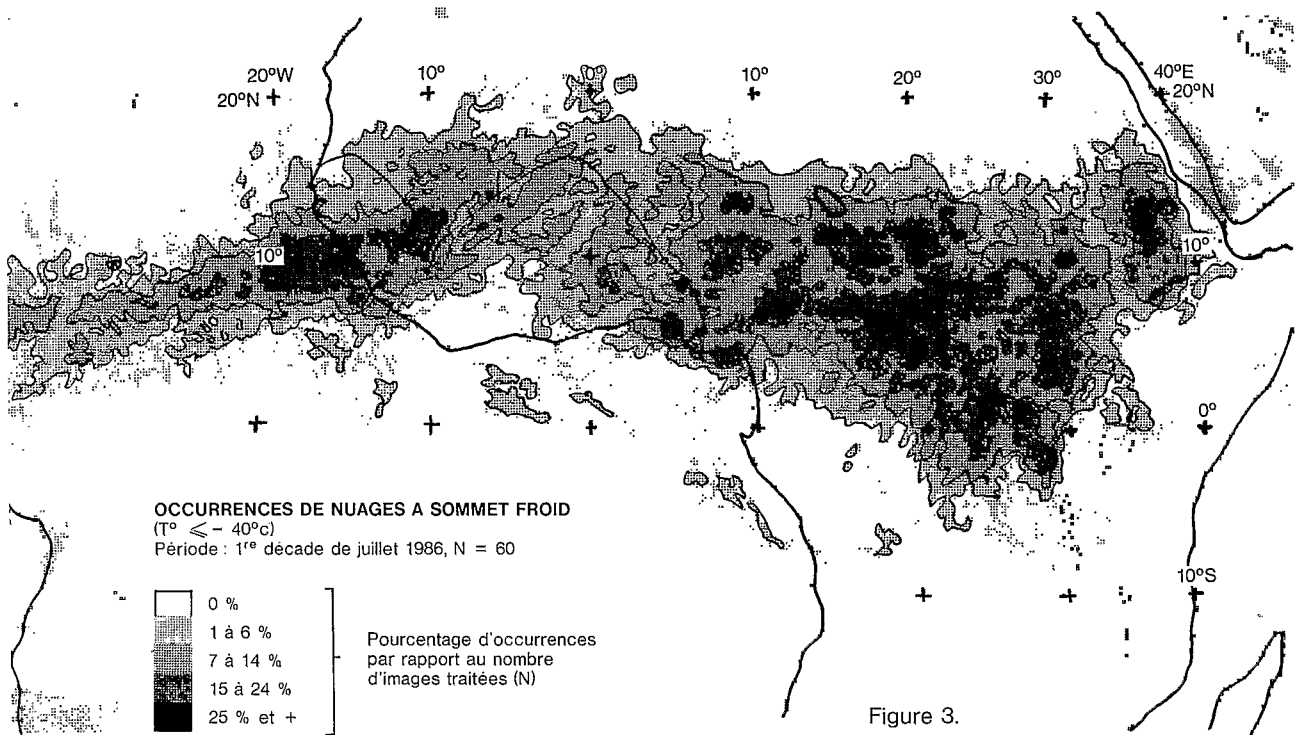 20°W
10°
0°
10°
20°
30°
40°E
20°N
20°N
10°
10°
0°
OCCURRENCES DE NUAGES A SOMMET FROID
(T° ⩽ – 40°c)
Période : 1re décade de juillet 1986, N = 60
10°S
0 %
1 à 6 %
7 à 14 %
15 à 24 %
25 % et +
Pourcentage d'occurrences
par rapport au nombre
d'images traitées (N)
Figure 3.